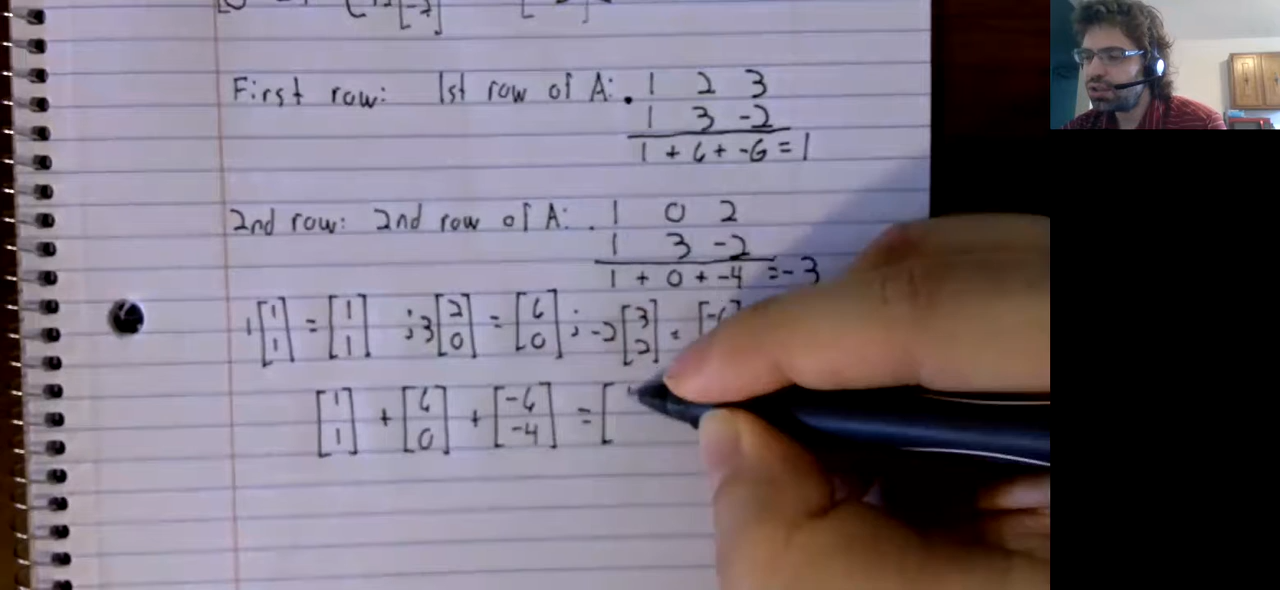 First row: 1st row of A: . 1 2 3
1 3 -2
1 + 6 + -6 = 1
2nd row: 2nd row of A: . 1 0 2
1 3 -2
1 + 0 + -4 = -3
1 [1 1] = [1 1] ; 3 [2 0] = [6 0] ; -2 [3 2] = [-6
[1 1] + [6 0] + [-6 -4] = [